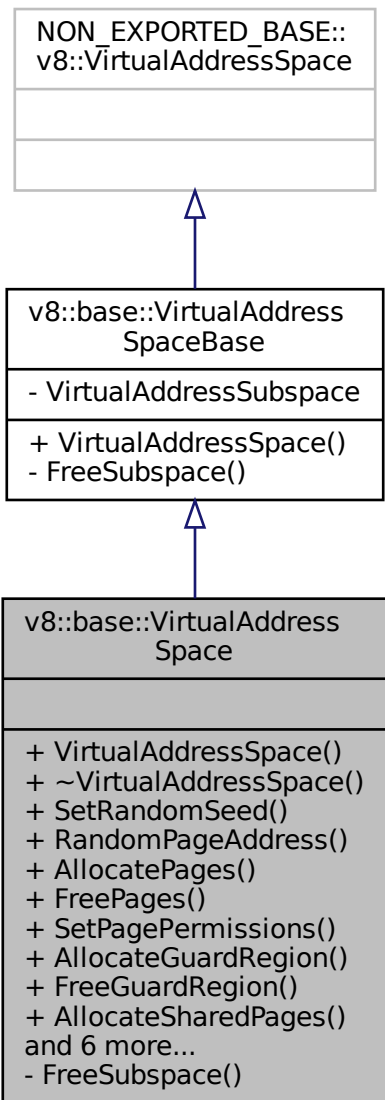 NON_EXPORTED_BASE::
v8::VirtualAddressSpace
v8::base::VirtualAddress
SpaceBase
- VirtualAddressSubspace
+ VirtualAddressSpace()
- FreeSubspace()
v8::base::VirtualAddress
Space
+ VirtualAddressSpace()
+ ~VirtualAddressSpace()
+ SetRandomSeed()
+ RandomPageAddress()
+ AllocatePages()
+ FreePages()
+ SetPagePermissions()
+ AllocateGuardRegion()
+ FreeGuardRegion()
+ AllocateSharedPages()
and 6 more...
- FreeSubspace()